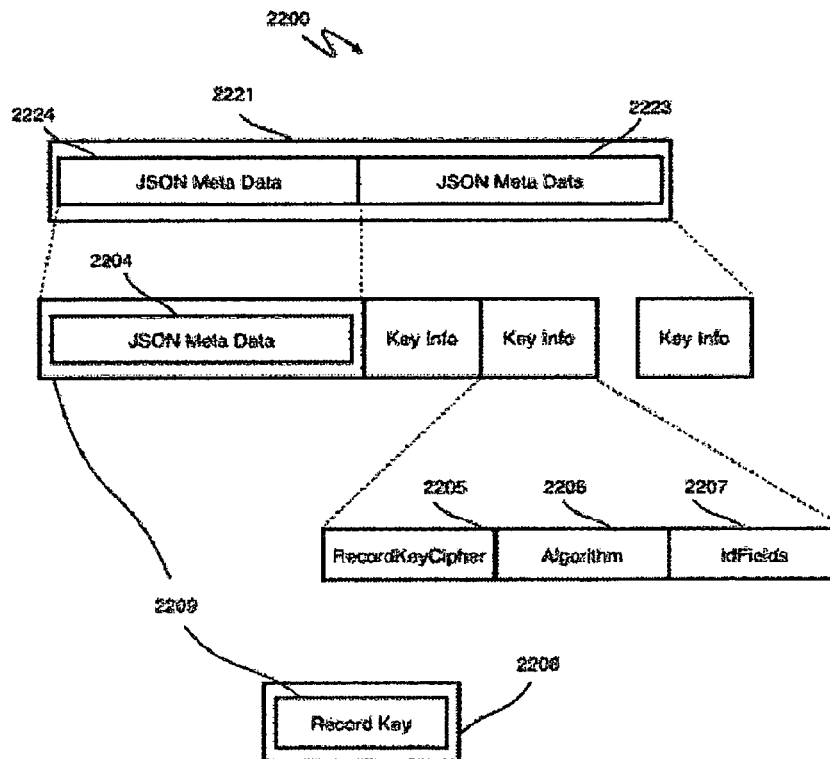 2200
2221
2224
2223
JSON Meta Data JSON Meta Data
2204
JSON Meta Data Key Info Key Info Key Info
2205 2206 2207
RecordKeyCipher Algorithm IdFields
2209
2208
Record Key